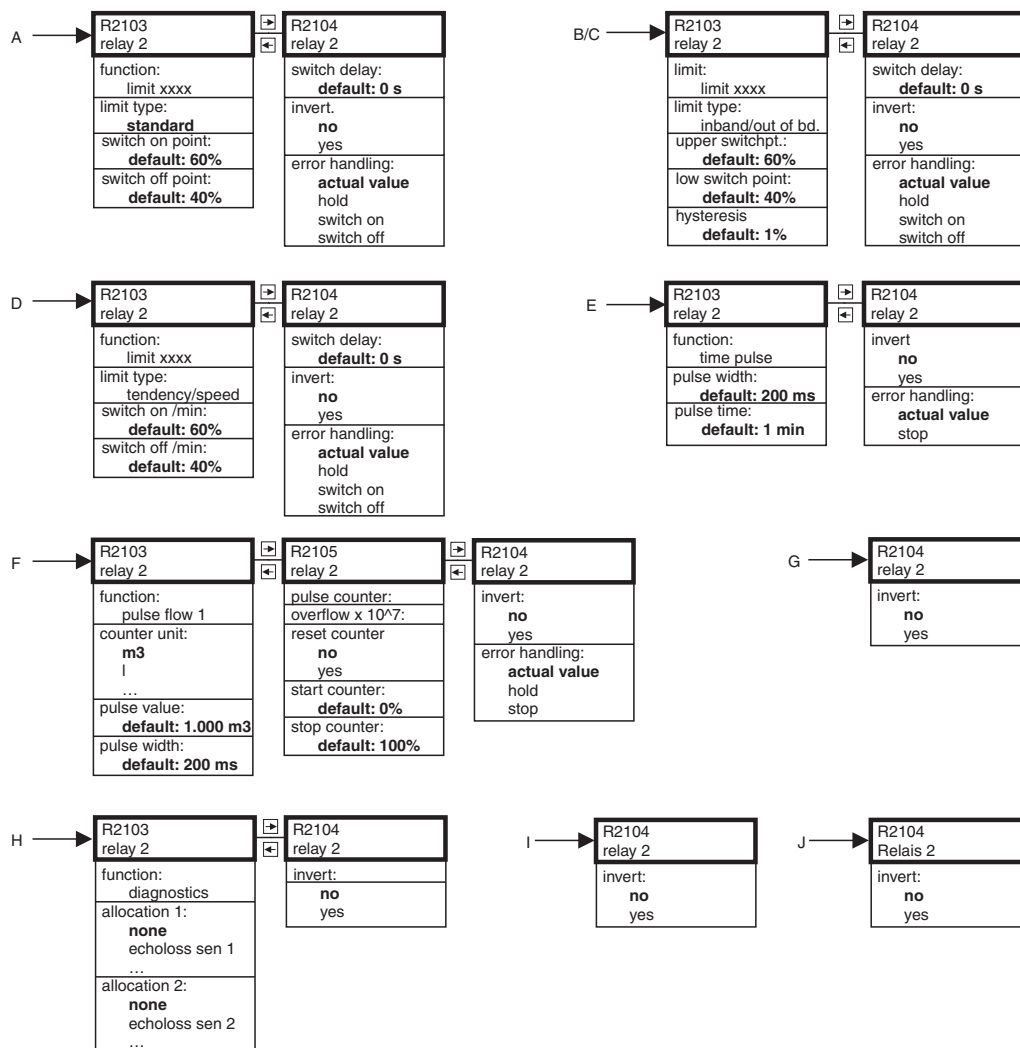 A
R2103
relay 2
function:
limit xxxx
limit type:
standard
switch on point:
default: 60%
switch off point:
default: 40%
R2104
relay 2
switch delay:
default: 0 s
invert.
no
yes
error handling:
actual value
hold
switch on
switch off
B/C
R2103
relay 2
limit:
limit xxxx
limit type:
inband/out of bd.
upper switchpt.:
default: 60%
low switch point:
default: 40%
hysteresis
default: 1%
R2104
relay 2
switch delay:
default: 0 s
invert:
no
yes
error handling:
actual value
hold
switch on
switch off
D
R2103
relay 2
function:
limit xxxx
limit type:
tendency/speed
switch on /min:
default: 60%
switch off /min:
default: 40%
R2104
relay 2
switch delay:
default: 0 s
invert:
no
yes
error handling:
actual value
hold
switch on
switch off
E
R2103
relay 2
function:
time pulse
pulse width:
default: 200 ms
pulse time:
default: 1 min
R2104
relay 2
invert
no
yes
error handling:
actual value
stop
F
R2103
relay 2
function:
pulse flow 1
counter unit:
m3
l
…
pulse value:
default: 1.000 m3
pulse width:
default: 200 ms
R2105
relay 2
pulse counter:
overflow x 10^7:
reset counter
no
yes
start counter:
default: 0%
stop counter:
default: 100%
R2104
relay 2
invert:
no
yes
error handling:
actual value
hold
stop
G
R2104
relay 2
invert:
no
yes
H
R2103
relay 2
function:
diagnostics
allocation 1:
none
echoloss sen 1
…
allocation 2:
none
echoloss sen 2
…
R2104
relay 2
invert:
no
yes
I
R2104
relay 2
invert:
no
yes
J
R2104
Relais 2
invert:
no
yes